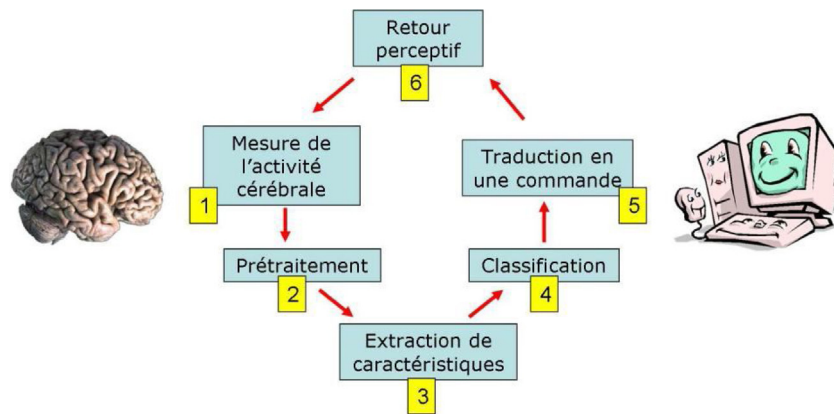 Retour
perceptif
6
Mesure de
l'activité
cérébrale
1
Traduction en
une commande
5
Prétraitement
2
Classification
4
Extraction de
caractéristiques
3